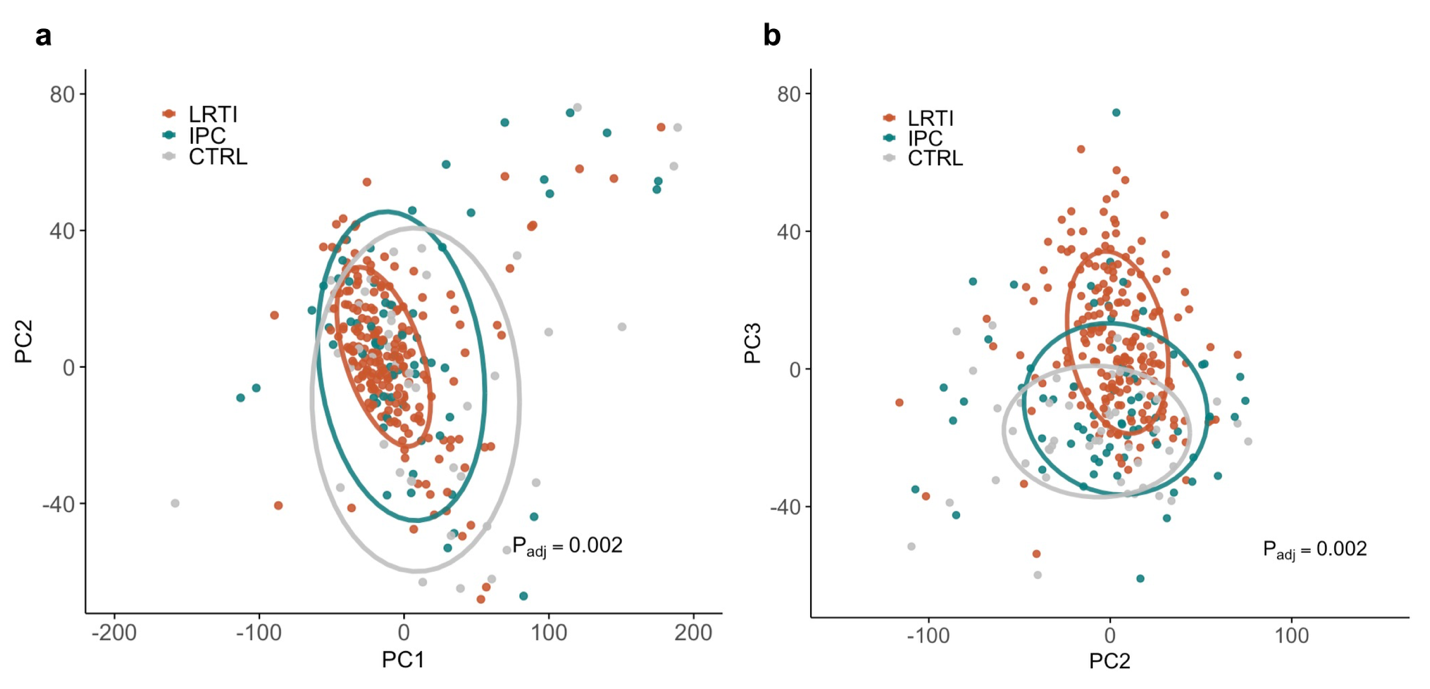 a
80
40
0
-40
PC2
LRTI
IPC
CTRL
Padj = 0.002
-200
-100
0
100
200
PC1
b
80
40
0
-40
PC3
LRTI
IPC
CTRL
Padj = 0.002
-100
0
100
PC2